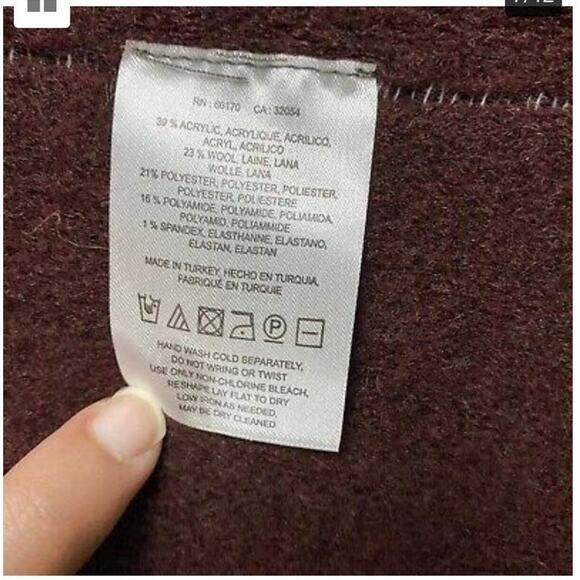 RN : 66170 CA : 32054
39 % ACRYLIC, ACRYLIQUE, ACRILICO,
ACRYL, ACRILICO
23 % WOOL, LAINE, LANA
WOLLE, LANA
21% POLYESTER, POLYESTER, POLIESTER,
POLYESTER, POLIESTERE
16 % POLYAMIDE, POLYAMIDE, POLIAMIDA,
POLYAMID, POLIAMMIDE
1 % SPANDEX, ELASTHANNE, ELASTANO,
ELASTAN, ELASTAN
MADE IN TURKEY, HECHO EN TURQUIA,
FABRIQUÉ EN TURQUIE
P
HAND WASH COLD SEPARATELY,
DO NOT WRING OR TWIST
USE ONLY NON-CHLORINE BLEACH,
RESHAPE LAY FLAT TO DRY
LOW IRON AS NEEDED,
MAY BE DRY CLEANED